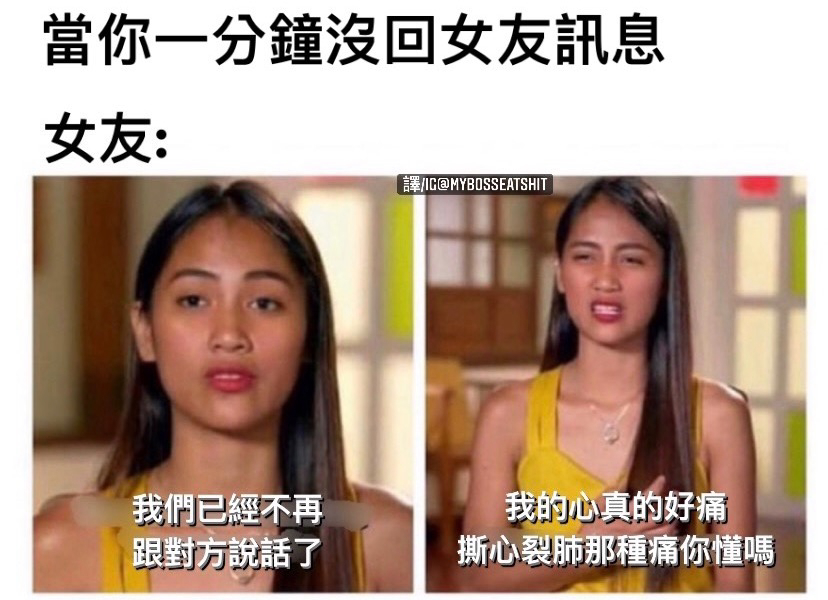 當你一分鐘沒回女友訊息
女友:
譯/IG@MYBOSSEATSHIT
我們已經不再
跟對方說話了
我的心真的好痛
撕心裂肺那種痛你懂嗎